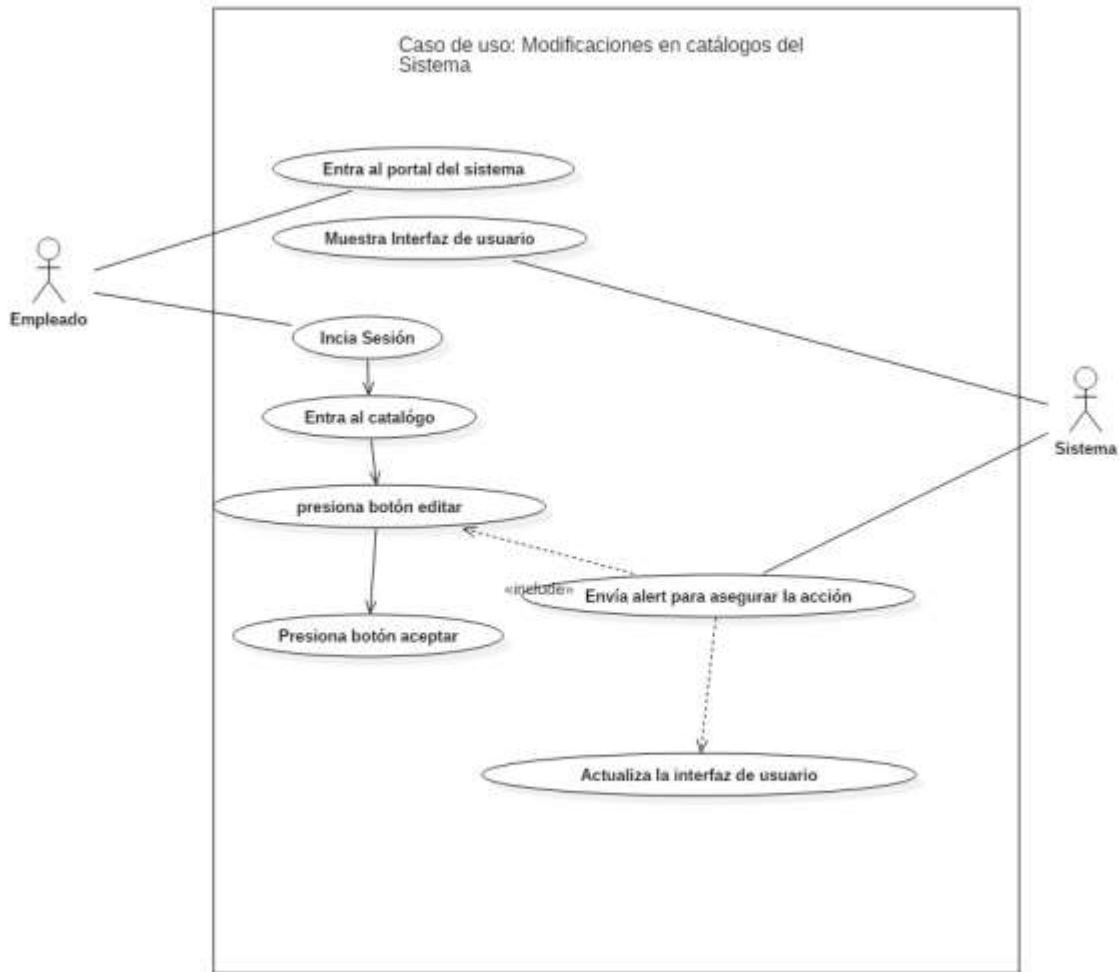 Caso de uso: Modificaciones en catálogos del
Sistema
Entra al portal del sistema
Muestra Interfaz de usuario
Empleado
Incia Sesión
Entra al catalógo
Sistema
presiona botón editar
«include»
Envía alert para asegurar la acción
Presiona botón aceptar
Actualiza la interfaz de usuario